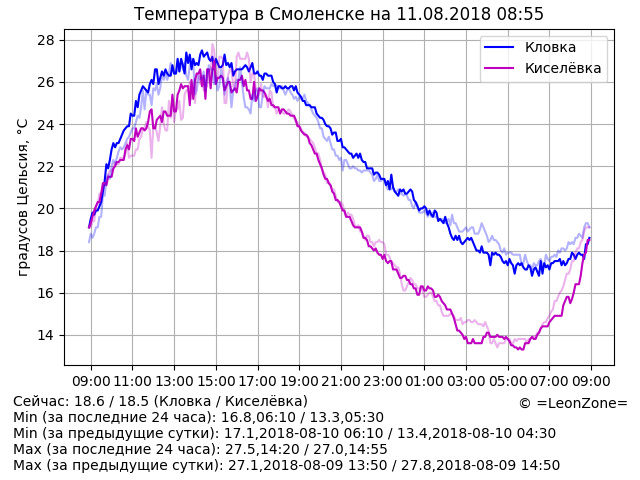 Температура в Смоленске на 11.08.2018 08:55
Кловка
Киселёвка
градусов Цельсия, °C
28
26
24
22
20
18
16
14
09:00 11:00 13:00 15:00 17:00 19:00 21:00 23:00 01:00 03:00 05:00 07:00 09:00
Сейчас: 18.6 / 18.5 (Кловка / Киселёвка)
© =LeonZone=
Min (за последние 24 часа): 16.8,06:10 / 13.3,05:30
Min (за предыдущие сутки): 17.1,2018-08-10 06:10 / 13.4,2018-08-10 04:30
Max (за последние 24 часа): 27.5,14:20 / 27.0,14:55
Max (за предыдущие сутки): 27.1,2018-08-09 13:50 / 27.8,2018-08-09 14:50